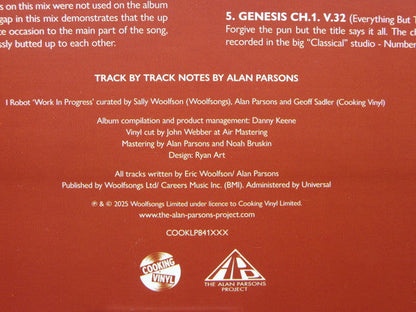 s on this mix were not used on the album
gap in this mix demonstrates that the up
e occasion to the main part of the song,
ssly butted up to each other.
5. GENESIS CH.1. V.32 (Everything But T
Forgive the pun but the title says it all. The cl
recorded in the big "Classical" studio - Number
TRACK BY TRACK NOTES BY ALAN PARSONS
I Robot 'Work In Progress' curated by Sally Woolfson (Woolfsongs), Alan Parsons and Geoff Sadler (Cooking Vinyl)
Album compilation and product management: Danny Keene
Vinyl cut by John Webber at Air Mastering
Mastering by Alan Parsons and Noah Bruskin
Design: Ryan Art
All tracks written by Eric Woolfson/ Alan Parsons
Published by Woolfsongs Ltd/ Careers Music Inc. (BMI). Administered by Universal
℗ & © 2025 Woolfsongs Limited under licence to Cooking Vinyl Limited.
www.the-alan-parsons-project.com
COOKLP841XXX
COOKING
VINYL
THE ALAN PARSONS
PROJECT